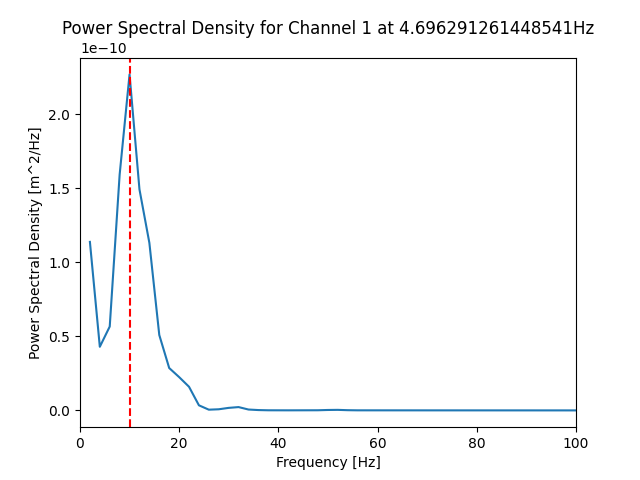 Power Spectral Density for Channel 1 at 4.696291261448541Hz
1e−10
2.0
1.5
1.0
0.5
0.0
Power Spectral Density [m^2/Hz]
0 20 40 60 80 100
Frequency [Hz]